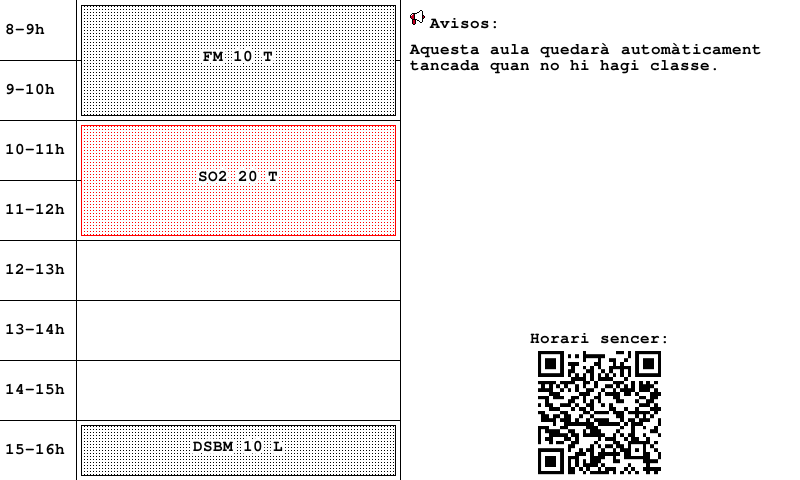 8-9h
FM 10 T
9-10h
10-11h
SO2 20 T
11-12h
12-13h
13-14h
14-15h
15-16h
DSBM 10 L
Avisos:
Aquesta aula quedarà automàticament
tancada quan no hi hagi classe.
Horari sencer: